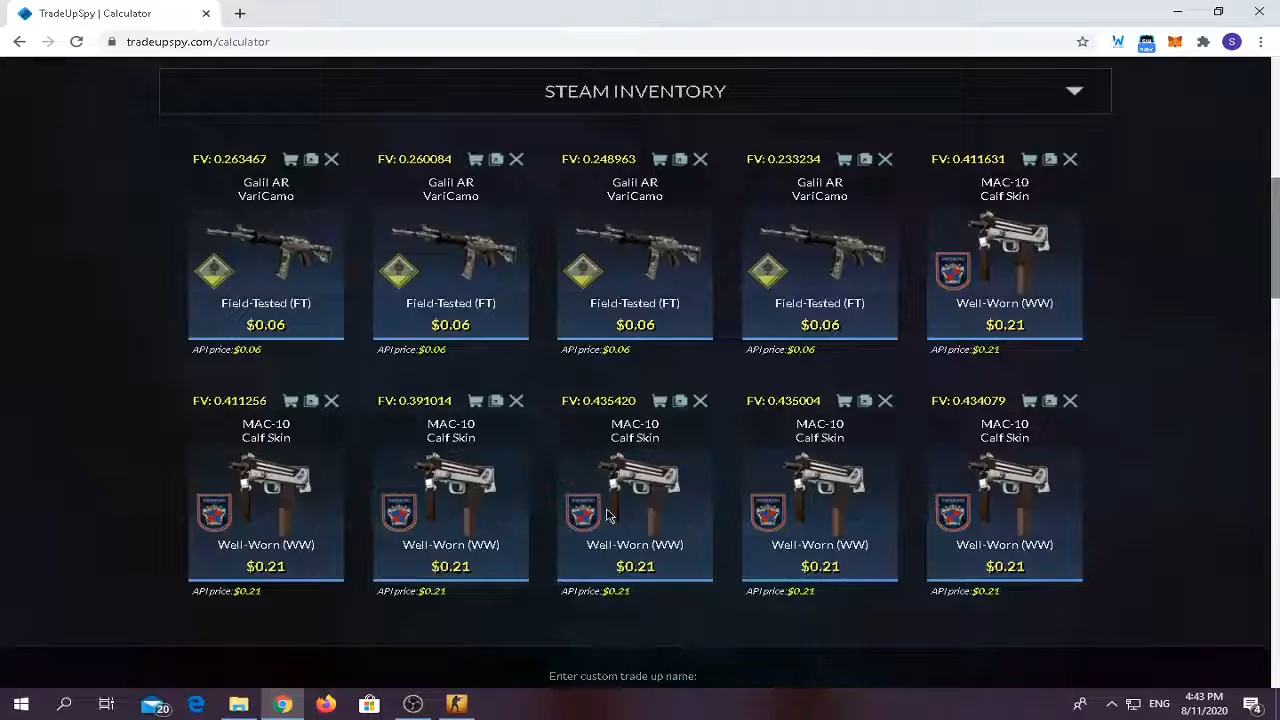 TradeUpSpy | Calculator
tradeupspy.com/calculator
S
STEAM INVENTORY
FV: 0.263467
FV: 0.260084
FV: 0.248963
FV: 0.233234
FV: 0.411631
Galil AR
VariCamo
Galil AR
VariCamo
Galil AR
VariCamo
Galil AR
VariCamo
MAC-10
Calf Skin
Field-Tested (FT)
Field-Tested (FT)
Field-Tested (FT)
Field-Tested (FT)
Well-Worn (WW)
$0.06
$0.06
$0.06
$0.06
$0.21
API price:$0.06
API price:$0.06
API price:$0.06
API price:$0.06
API price:$0.21
FV: 0.411256
FV: 0.391014
FV: 0.435420
FV: 0.435004
FV: 0.434079
MAC-10
Calf Skin
MAC-10
Calf Skin
MAC-10
Calf Skin
MAC-10
Calf Skin
MAC-10
Calf Skin
Well-Worn (WW)
Well-Worn (WW)
Well-Worn (WW)
Well-Worn (WW)
Well-Worn (WW)
$0.21
$0.21
$0.21
$0.21
$0.21
API price:$0.21
API price:$0.21
API price:$0.21
API price:$0.21
API price:$0.21
Enter custom trade up name:
20
ENG
4:43 PM
8/11/2020
4